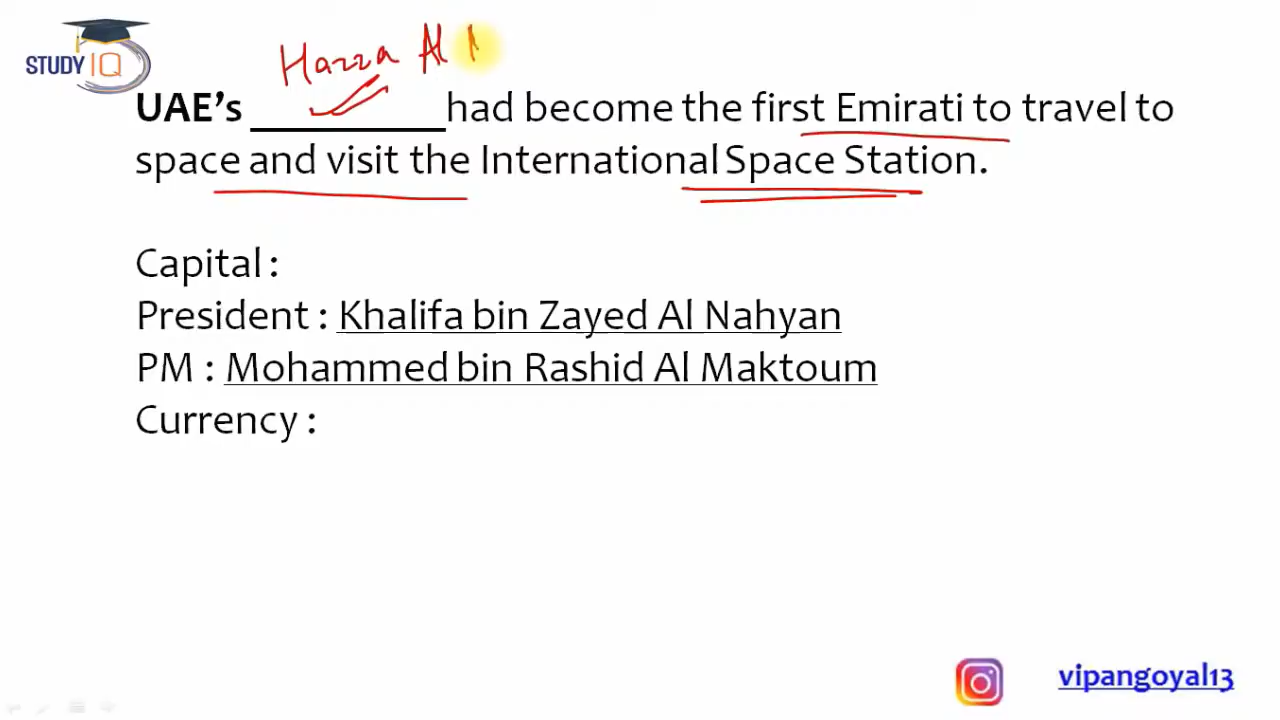 STUDY IQ
Hazza Al
UAE's __________ had become the first Emirati to travel to
space and visit the International Space Station.
Capital :
President : Khalifa bin Zayed Al Nahyan
PM : Mohammed bin Rashid Al Maktoum
Currency :
vipangoyal13